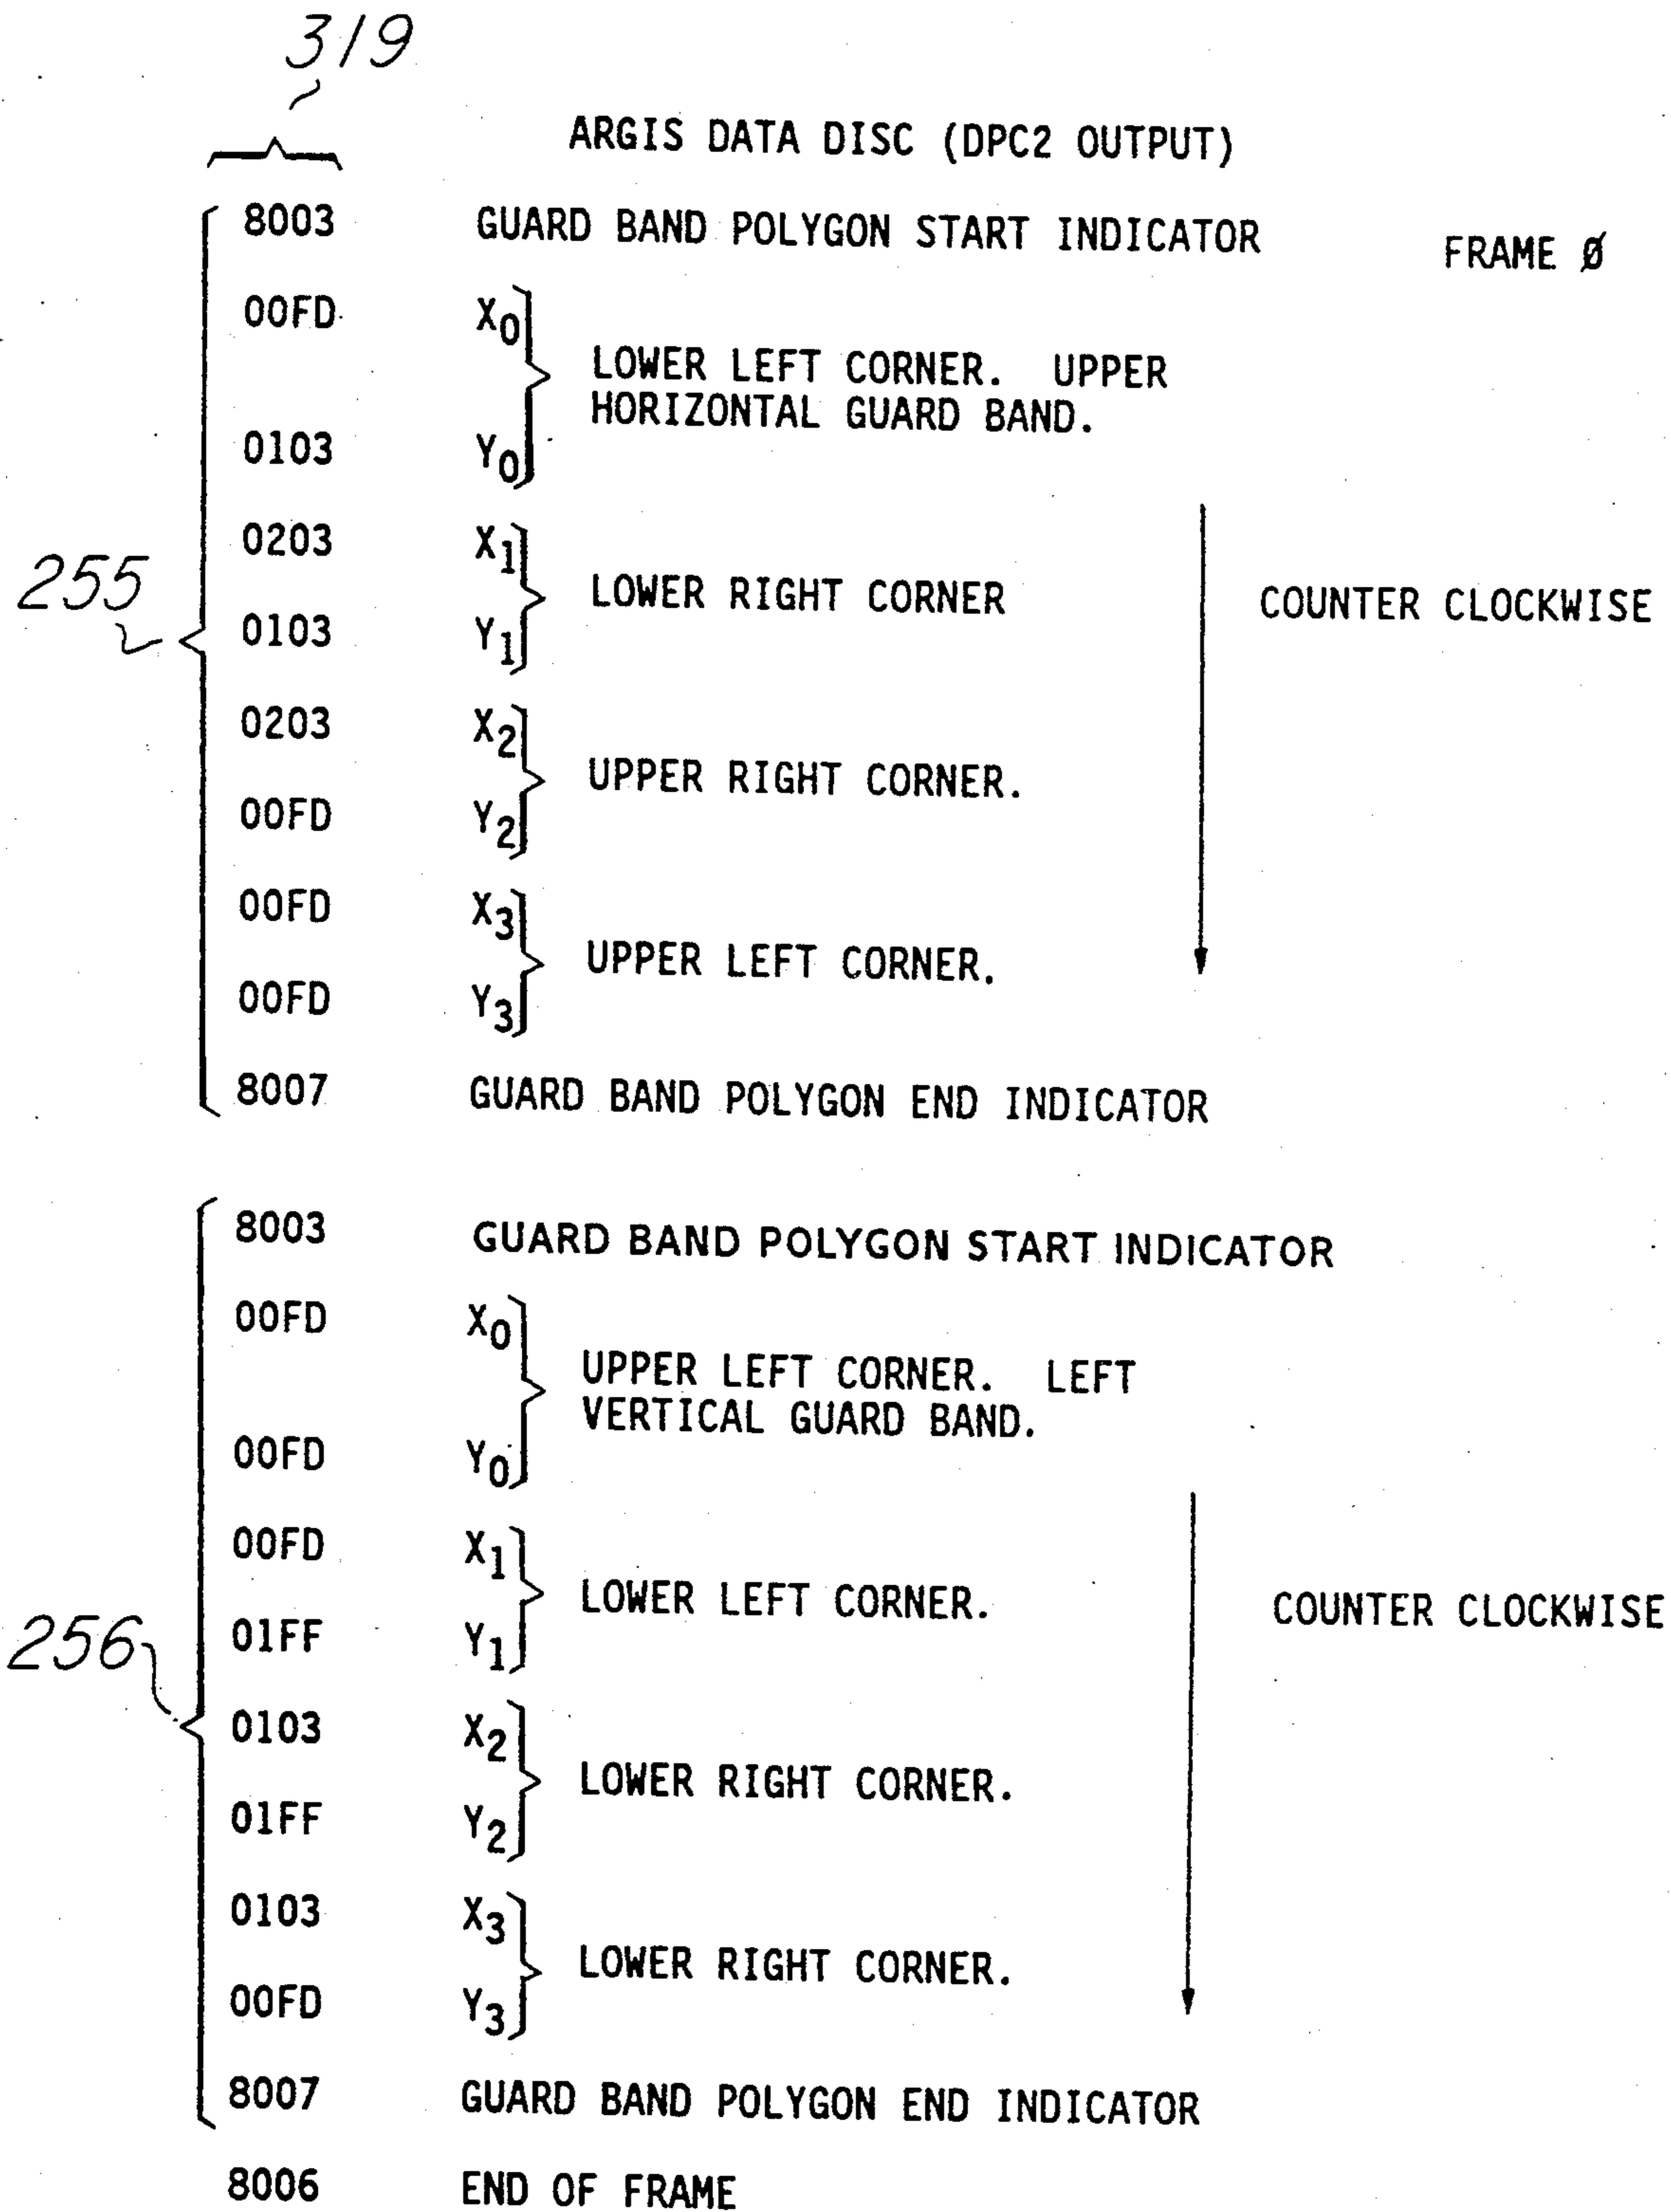 319
ARGIS DATA DISC (DPC2 OUTPUT)
8003 GUARD BAND POLYGON START INDICATOR FRAME Ø
00FD X0
LOWER LEFT CORNER. UPPER
HORIZONTAL GUARD BAND.
0103 Y0
0203 X1
255 LOWER RIGHT CORNER COUNTER CLOCKWISE
0103 Y1
0203 X2
UPPER RIGHT CORNER.
00FD Y2
00FD X3
UPPER LEFT CORNER.
00FD Y3
8007 GUARD BAND POLYGON END INDICATOR
8003 GUARD BAND POLYGON START INDICATOR
00FD X0
UPPER LEFT CORNER. LEFT
VERTICAL GUARD BAND.
00FD Y0
00FD X1
LOWER LEFT CORNER. COUNTER CLOCKWISE
256 01FF Y1
0103 X2
LOWER RIGHT CORNER.
01FF Y2
0103 X3
LOWER RIGHT CORNER.
00FD Y3
8007 GUARD BAND POLYGON END INDICATOR
8006 END OF FRAME